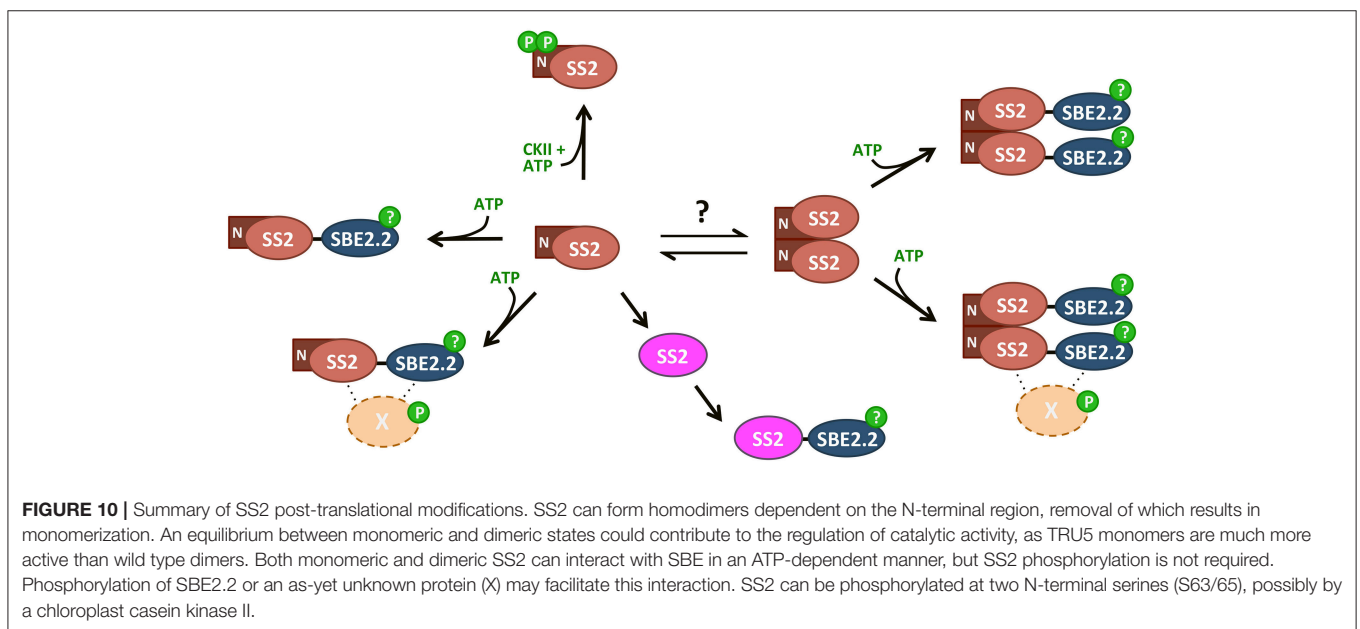 P P
N SS2
CKII +
ATP
ATP
N SS2 SBE2.2 ?
N SS2
?
N SS2
N SS2
ATP
N SS2 SBE2.2 ?
N SS2 SBE2.2 ?
ATP
N SS2 SBE2.2 ?
X P
SS2
SS2 SBE2.2 ?
ATP
N SS2 SBE2.2 ?
N SS2 SBE2.2 ?
X P
FIGURE 10 | Summary of SS2 post-translational modifications. SS2 can form homodimers dependent on the N-terminal region, removal of which results in
monomerization. An equilibrium between monomeric and dimeric states could contribute to the regulation of catalytic activity, as TRU5 monomers are much more
active than wild type dimers. Both monomeric and dimeric SS2 can interact with SBE in an ATP-dependent manner, but SS2 phosphorylation is not required.
Phosphorylation of SBE2.2 or an as-yet unknown protein (X) may facilitate this interaction. SS2 can be phosphorylated at two N-terminal serines (S63/65), possibly by
a chloroplast casein kinase II.